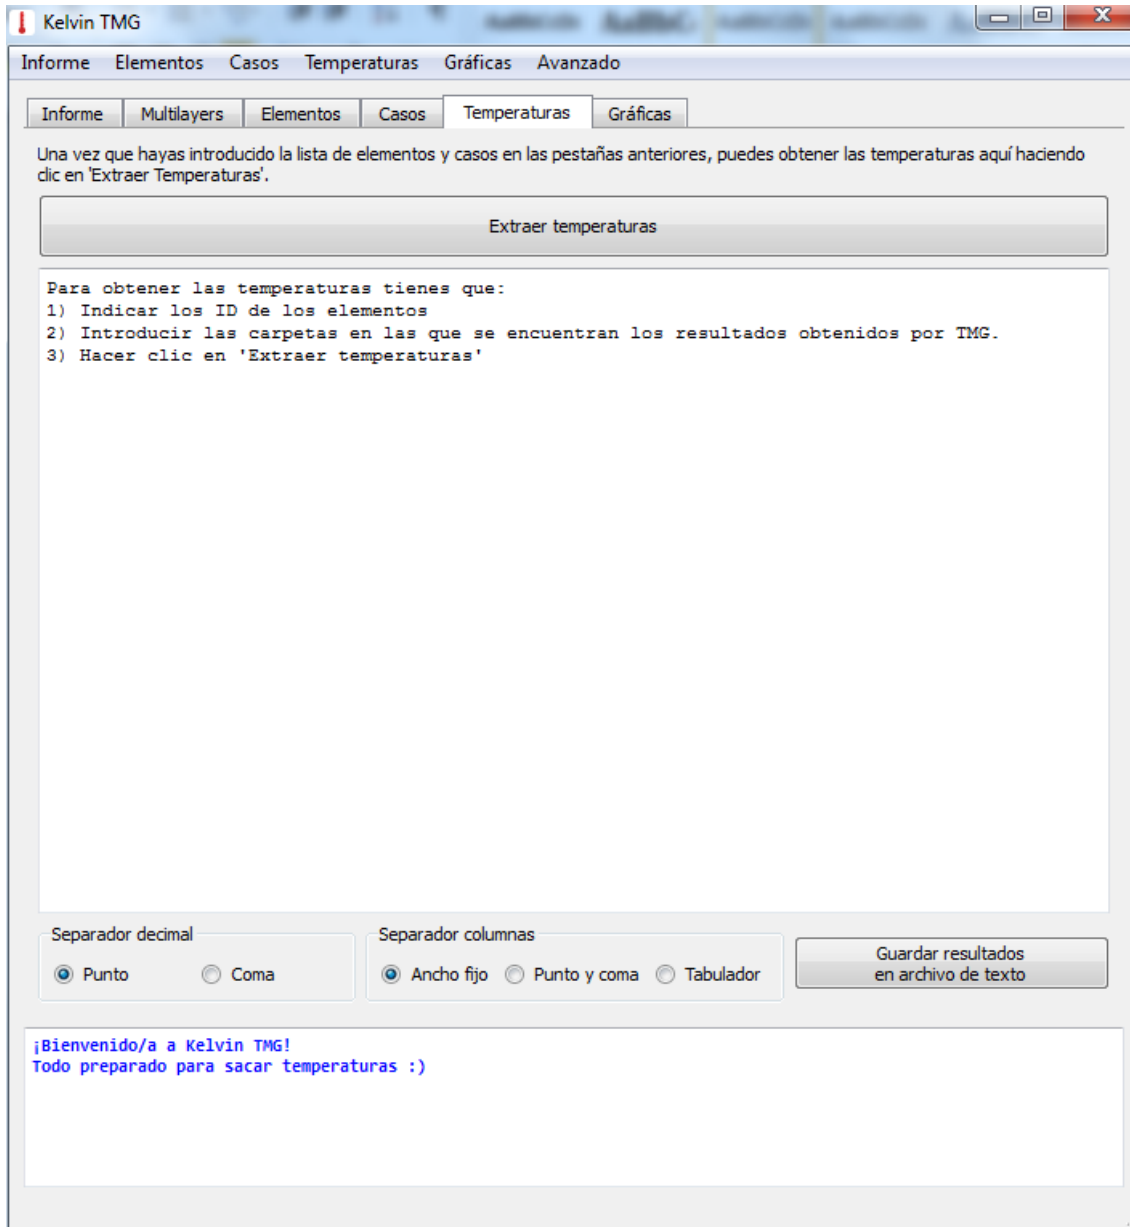 Kelvin TMG
Informe Elementos Casos Temperaturas Gráficas Avanzado
Informe Multilayers Elementos Casos Temperaturas Gráficas
Una vez que hayas introducido la lista de elementos y casos en las pestañas anteriores, puedes obtener las temperaturas aquí haciendo
clic en 'Extraer Temperaturas'.
Extraer temperaturas
Para obtener las temperaturas tienes que:
1) Indicar los ID de los elementos
2) Introducir las carpetas en las que se encuentran los resultados obtenidos por TMG.
3) Hacer clic en 'Extraer temperaturas'
Separador decimal
Punto Coma
Separador columnas
Ancho fijo Punto y coma Tabulador
Guardar resultados
en archivo de texto
¡Bienvenido/a a Kelvin TMG!
Todo preparado para sacar temperaturas :)